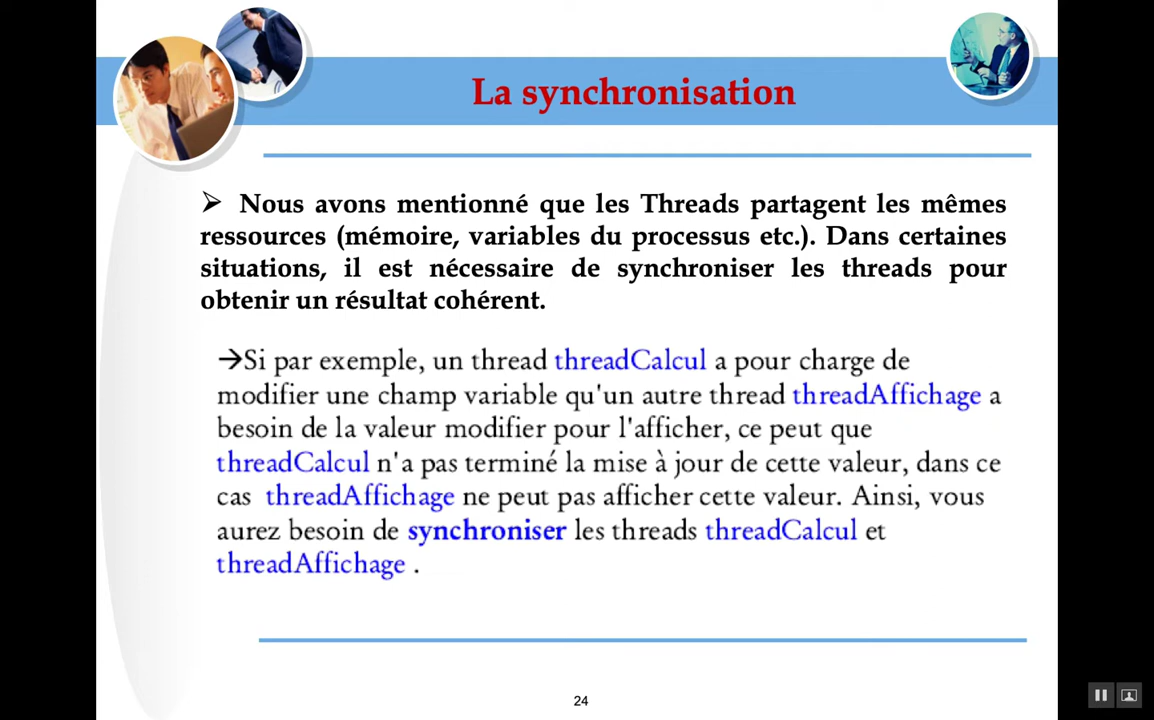 La synchronisation
➢ Nous avons mentionné que les Threads partagent les mêmes
ressources (mémoire, variables du processus etc.). Dans certaines
situations, il est nécessaire de synchroniser les threads pour
obtenir un résultat cohérent.
→Si par exemple, un thread threadCalcul a pour charge de
modifier une champ variable qu'un autre thread threadAffichage a
besoin de la valeur modifier pour l'afficher, ce peut que
threadCalcul n'a pas terminé la mise à jour de cette valeur, dans ce
cas threadAffichage ne peut pas afficher cette valeur. Ainsi, vous
aurez besoin de synchroniser les threads threadCalcul et
threadAffichage .
24